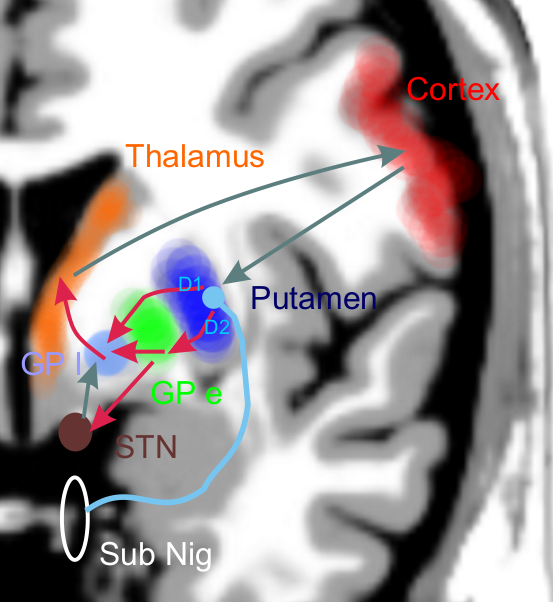 Cortex
Thalamus
D1
Putamen
D2
GP I
GP e
STN
Sub Nig